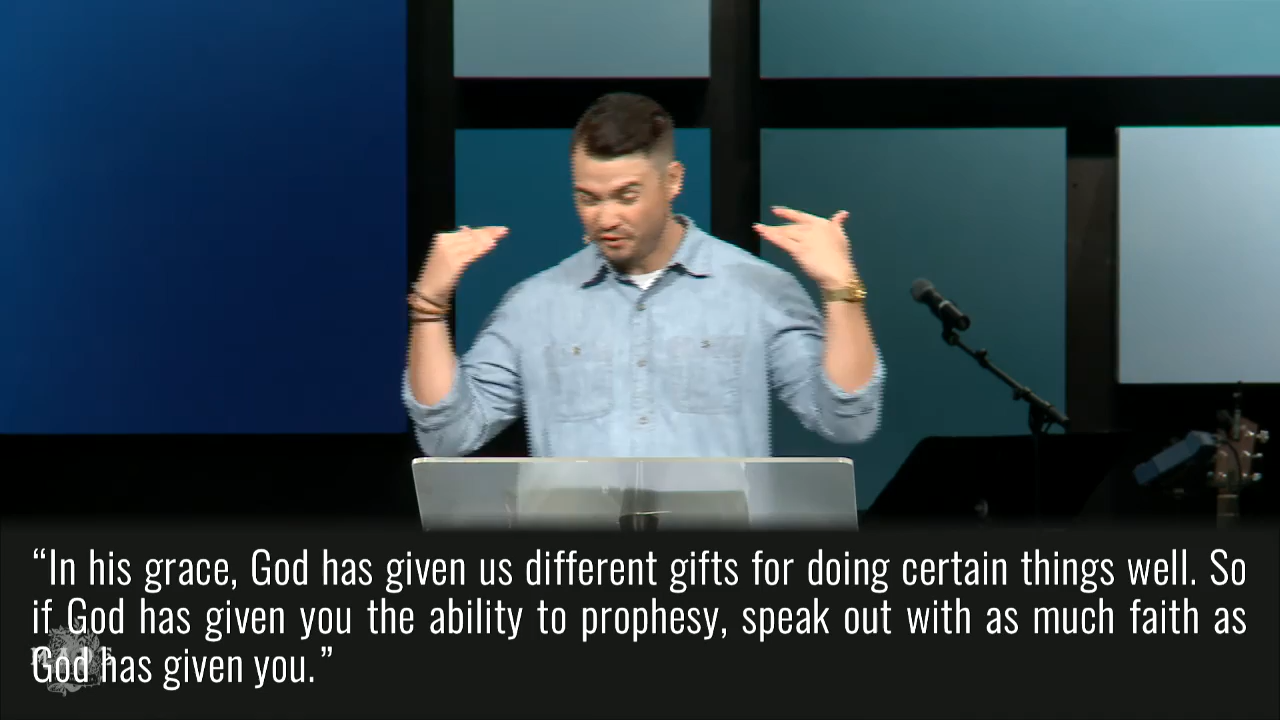 “In his grace, God has given us different gifts for doing certain things well. So
if God has given you the ability to prophesy, speak out with as much faith as
God has given you.”